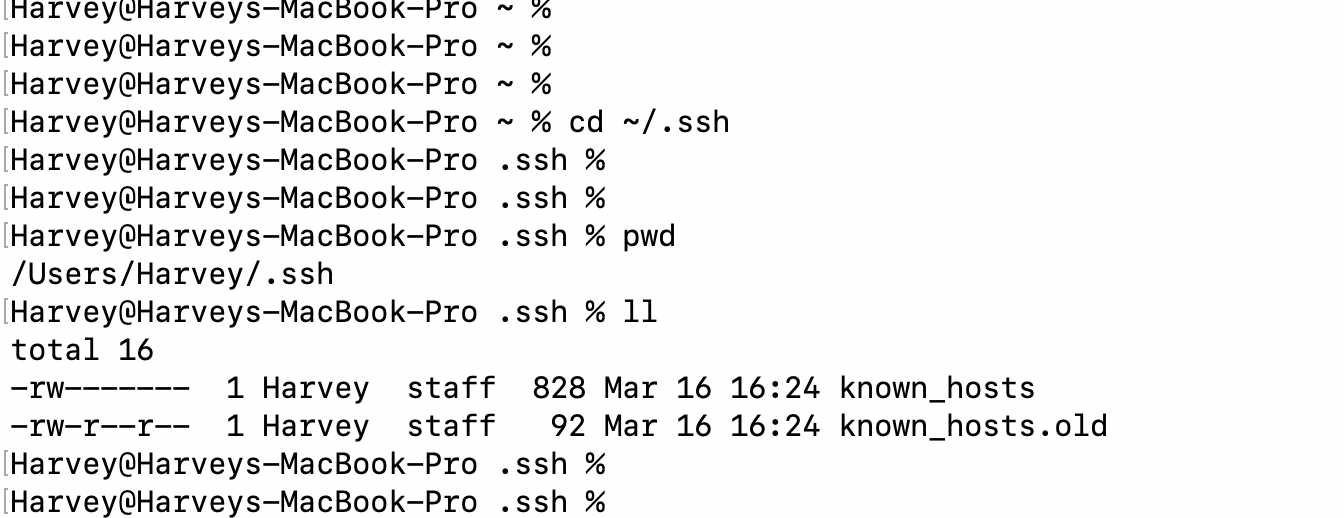 [Harvey@Harveys-MacBook-Pro ~ %
[Harvey@Harveys-MacBook-Pro ~ %
[Harvey@Harveys-MacBook-Pro ~ %
[Harvey@Harveys-MacBook-Pro ~ % cd ~/.ssh
[Harvey@Harveys-MacBook-Pro .ssh %
[Harvey@Harveys-MacBook-Pro .ssh %
[Harvey@Harveys-MacBook-Pro .ssh % pwd
/Users/Harvey/.ssh
[Harvey@Harveys-MacBook-Pro .ssh % ll
total 16
-rw-------  1 Harvey  staff  828 Mar 16 16:24 known_hosts
-rw-r--r--  1 Harvey  staff   92 Mar 16 16:24 known_hosts.old
[Harvey@Harveys-MacBook-Pro .ssh %
[Harvey@Harveys-MacBook-Pro .ssh %